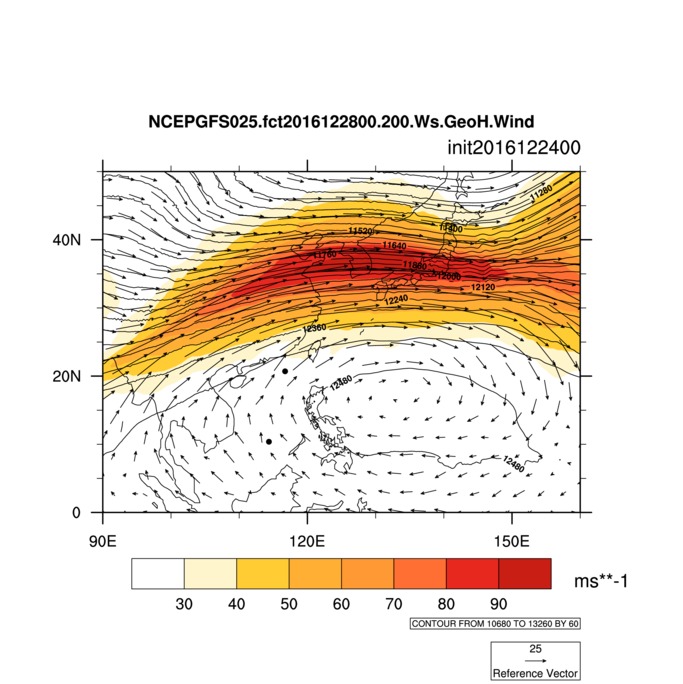 NCEPGFS025.fct2016122800.200.Ws.GeoH.Wind
init2016122400
11280
11400
11520
11640
11760
11880
12000
12120
12240
12360
12480
12480
40N
20N
0
90E 120E 150E
30 40 50 60 70 80 90
ms**-1
CONTOUR FROM 10680 TO 13260 BY 60
25
Reference Vector